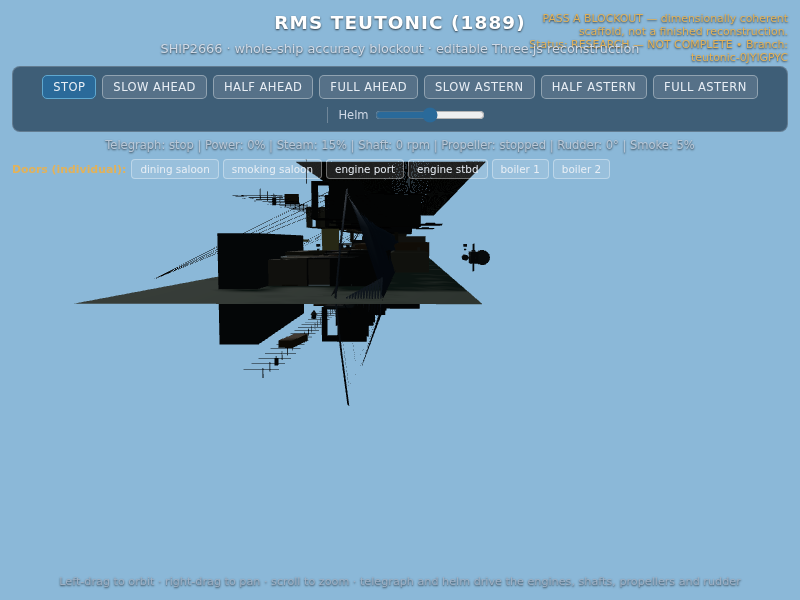 RMS TEUTONIC (1889)
PASS A BLOCKOUT — dimensionally coherent
scaffold, not a finished reconstruction.
SHIP2666 · whole-ship accuracy blockout · editable Three.js reconstruction
Status: RESEARCH — NOT COMPLETE • Branch:
teutonic-0JYIGPYC
STOP
SLOW AHEAD
HALF AHEAD
FULL AHEAD
SLOW ASTERN
HALF ASTERN
FULL ASTERN
Helm
Telegraph: stop | Power: 0% | Steam: 15% | Shaft: 0 rpm | Propeller: stopped | Rudder: 0° | Smoke: 5%
Doors (individual):
dining saloon
smoking saloon
engine port
engine stbd
boiler 1
boiler 2
Left-drag to orbit · right-drag to pan · scroll to zoom · telegraph and helm drive the engines, shafts, propellers and rudder